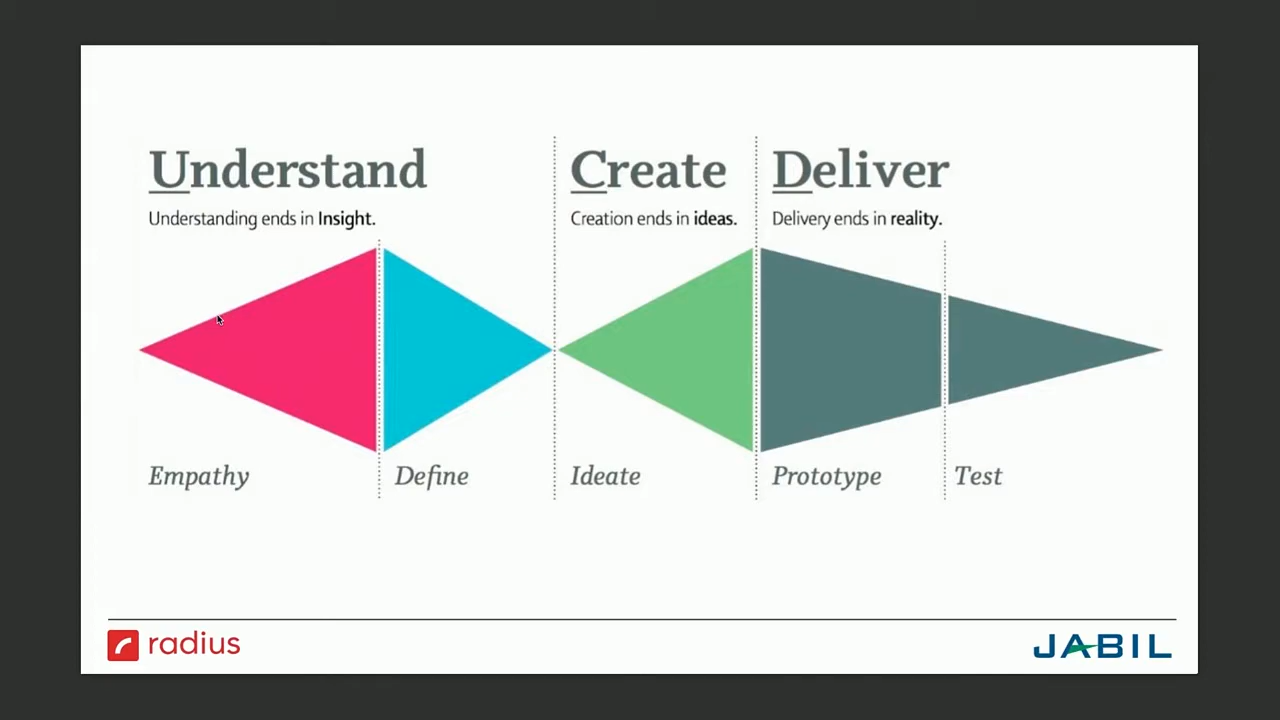 Understand
Create
Deliver
Understanding ends in Insight.
Creation ends in ideas.
Delivery ends in reality.
Empathy
Define
Ideate
Prototype
Test
radius
JABIL